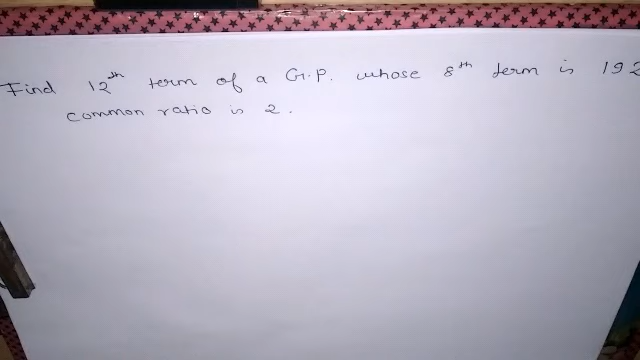 Find 12th term of a G.P. whose 8th term is 192
common ratio is 2.